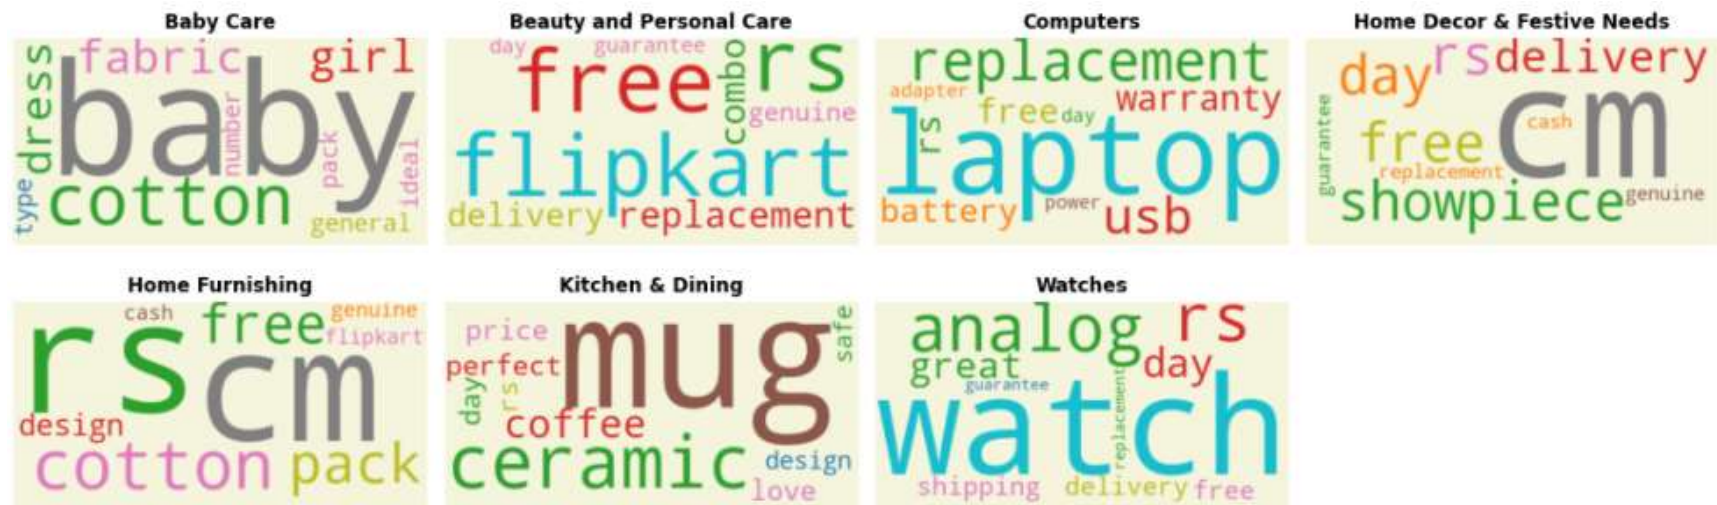 Baby Care
dress
fabric
girl
baby
number
pack
ideal
type
cotton
general
Beauty and Personal Care
day
guarantee
free
combo
rs
genuine
flipkart
delivery
replacement
Computers
replacement
adapter
free
day
warranty
rs
laptop
battery
power
usb
Home Decor & Festive Needs
day
rs
delivery
guarantee
free
cash
cm
replacement
showpiece
genuine
Home Furnishing
cash
free
genuine
flipkart
rs
cm
design
cotton
pack
Kitchen & Dining
price
mug
safe
perfect
day
rs
coffee
ceramic
design
love
Watches
analog
rs
great
day
guarantee
replacement
watch
shipping
delivery
free